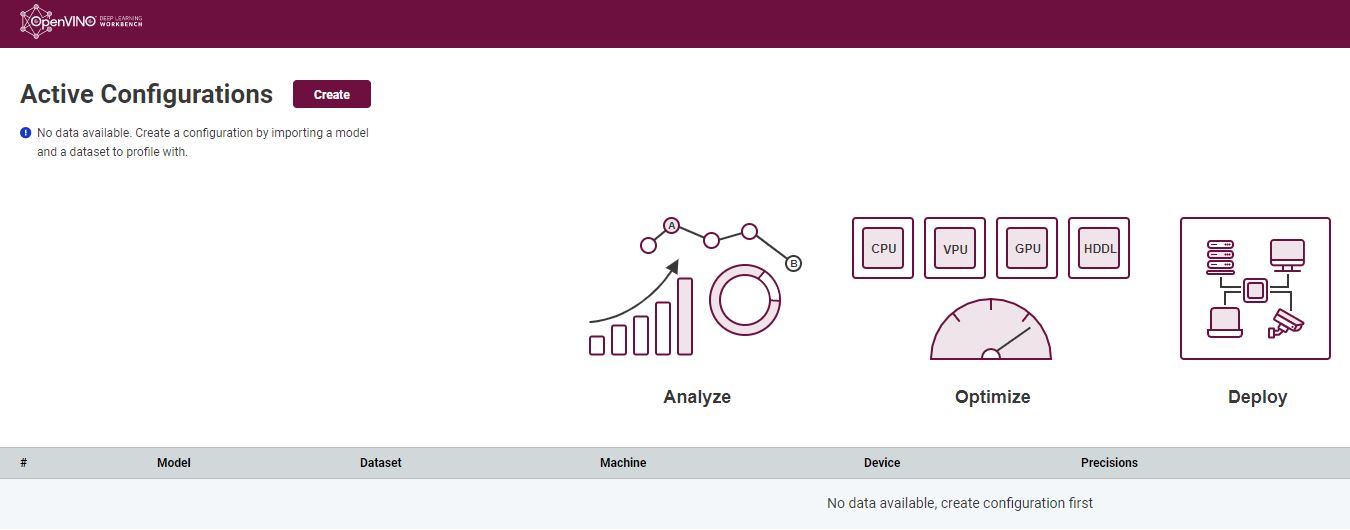 OpenVINO DEEP LEARNING WORKBENCH
Active Configurations
Create
No data available. Create a configuration by importing a model
and a dataset to profile with.
A
B
CPU VPU GPU HDDL
Analyze Optimize Deploy
# Model Dataset Machine Device Precisions
No data available, create configuration first